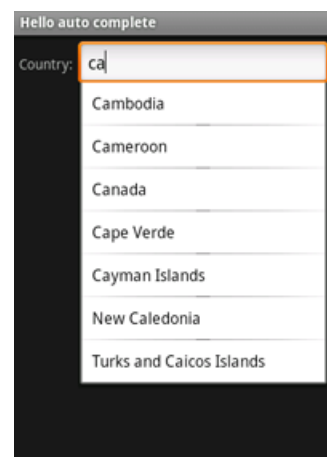 Hello auto complete
Country: ca
Cambodia
Cameroon
Canada
Cape Verde
Cayman Islands
New Caledonia
Turks and Caicos Islands